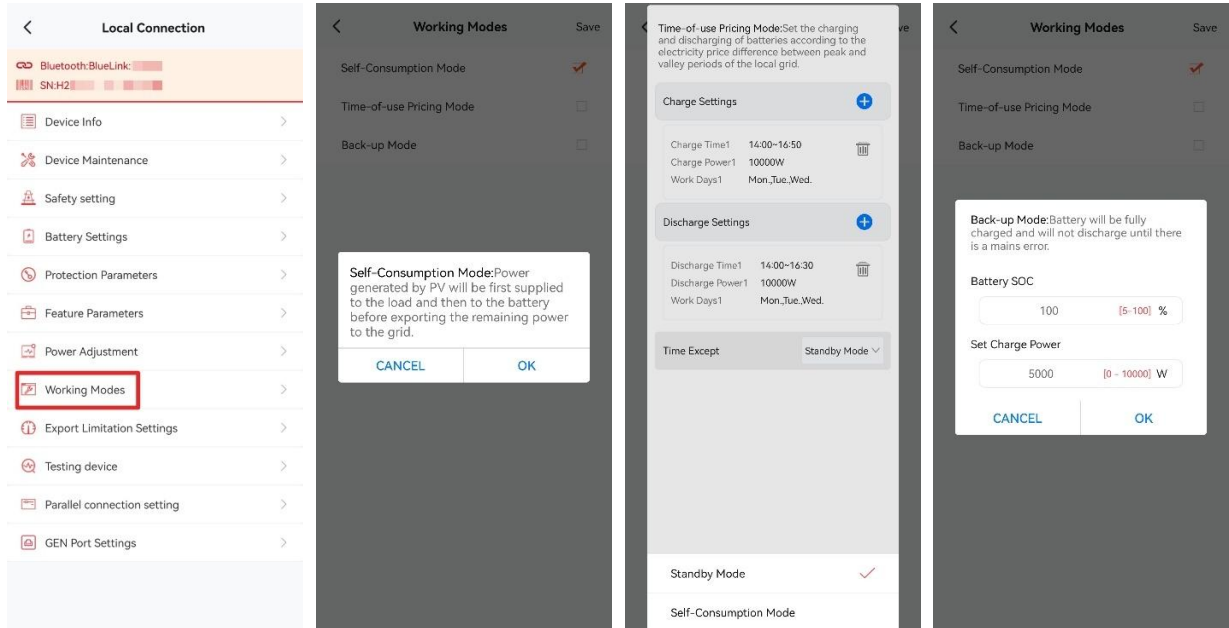 Local Connection
Bluetooth:BlueLink:
SN:H2
Device Info
Device Maintenance
Safety setting
Battery Settings
Protection Parameters
Feature Parameters
Power Adjustment
Working Modes
Export Limitation Settings
Testing device
Parallel connection setting
GEN Port Settings
Working Modes Save
Self-Consumption Mode
Time-of-use Pricing Mode
Back-up Mode
Self-Consumption Mode:Power
generated by PV will be first supplied
to the load and then to the battery
before exporting the remaining power
to the grid.
CANCEL OK
Time-of-use Pricing Mode:Set the charging
and discharging of batteries according to the
electricity price difference between peak and
valley periods of the local grid.
ve
Charge Settings
Charge Time1 14:00~16:50
Charge Power1 10000W
Work Days1 Mon.,Tue.,Wed.
Discharge Settings
Discharge Time1 14:00~16:30
Discharge Power1 10000W
Work Days1 Mon.,Tue.,Wed.
Time Except Standby Mode
Standby Mode
Self-Consumption Mode
Working Modes Save
Self-Consumption Mode
Time-of-use Pricing Mode
Back-up Mode
Back-up Mode:Battery will be fully
charged and will not discharge until there
is a mains error.
Battery SOC
100 [5-100] %
Set Charge Power
5000 [0 - 10000] W
CANCEL OK